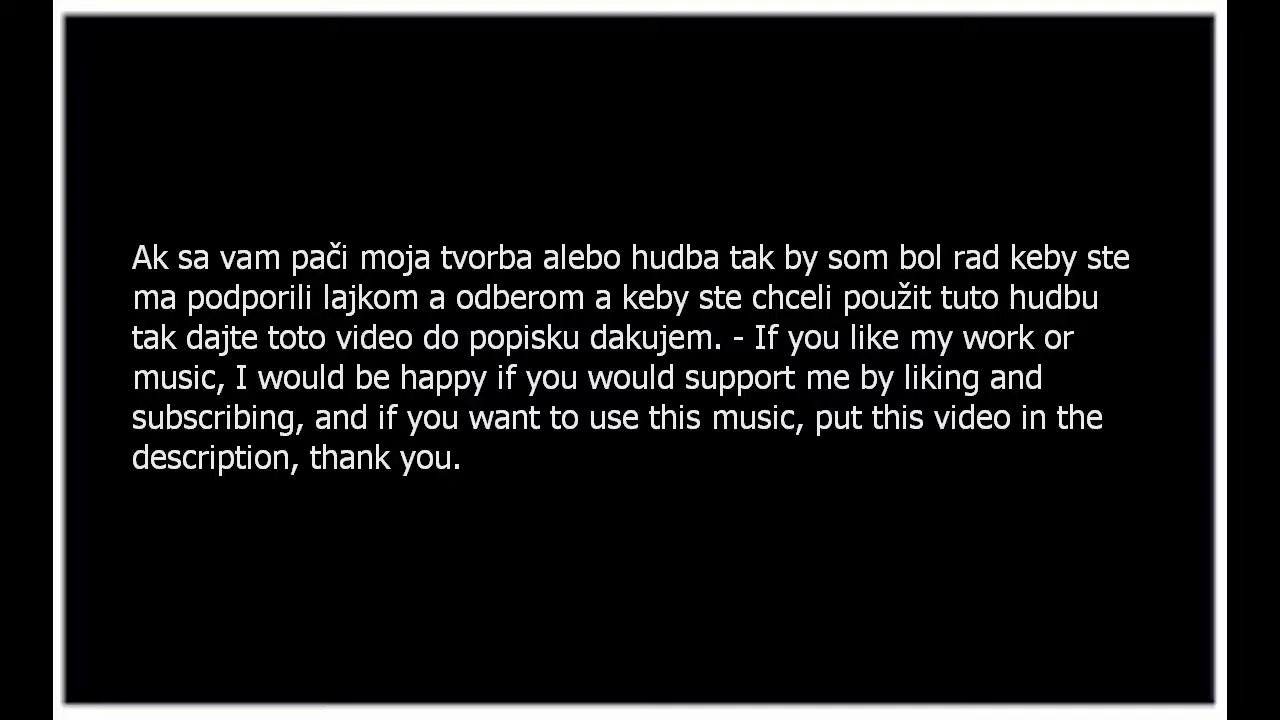 Ak sa vam pači moja tvorba alebo hudba tak by som bol rad keby ste
ma podporili lajkom a odberom a keby ste chceli použit tuto hudbu
tak dajte toto video do popisku dakujem. - If you like my work or
music, I would be happy if you would support me by liking and
subscribing, and if you want to use this music, put this video in the
description, thank you.